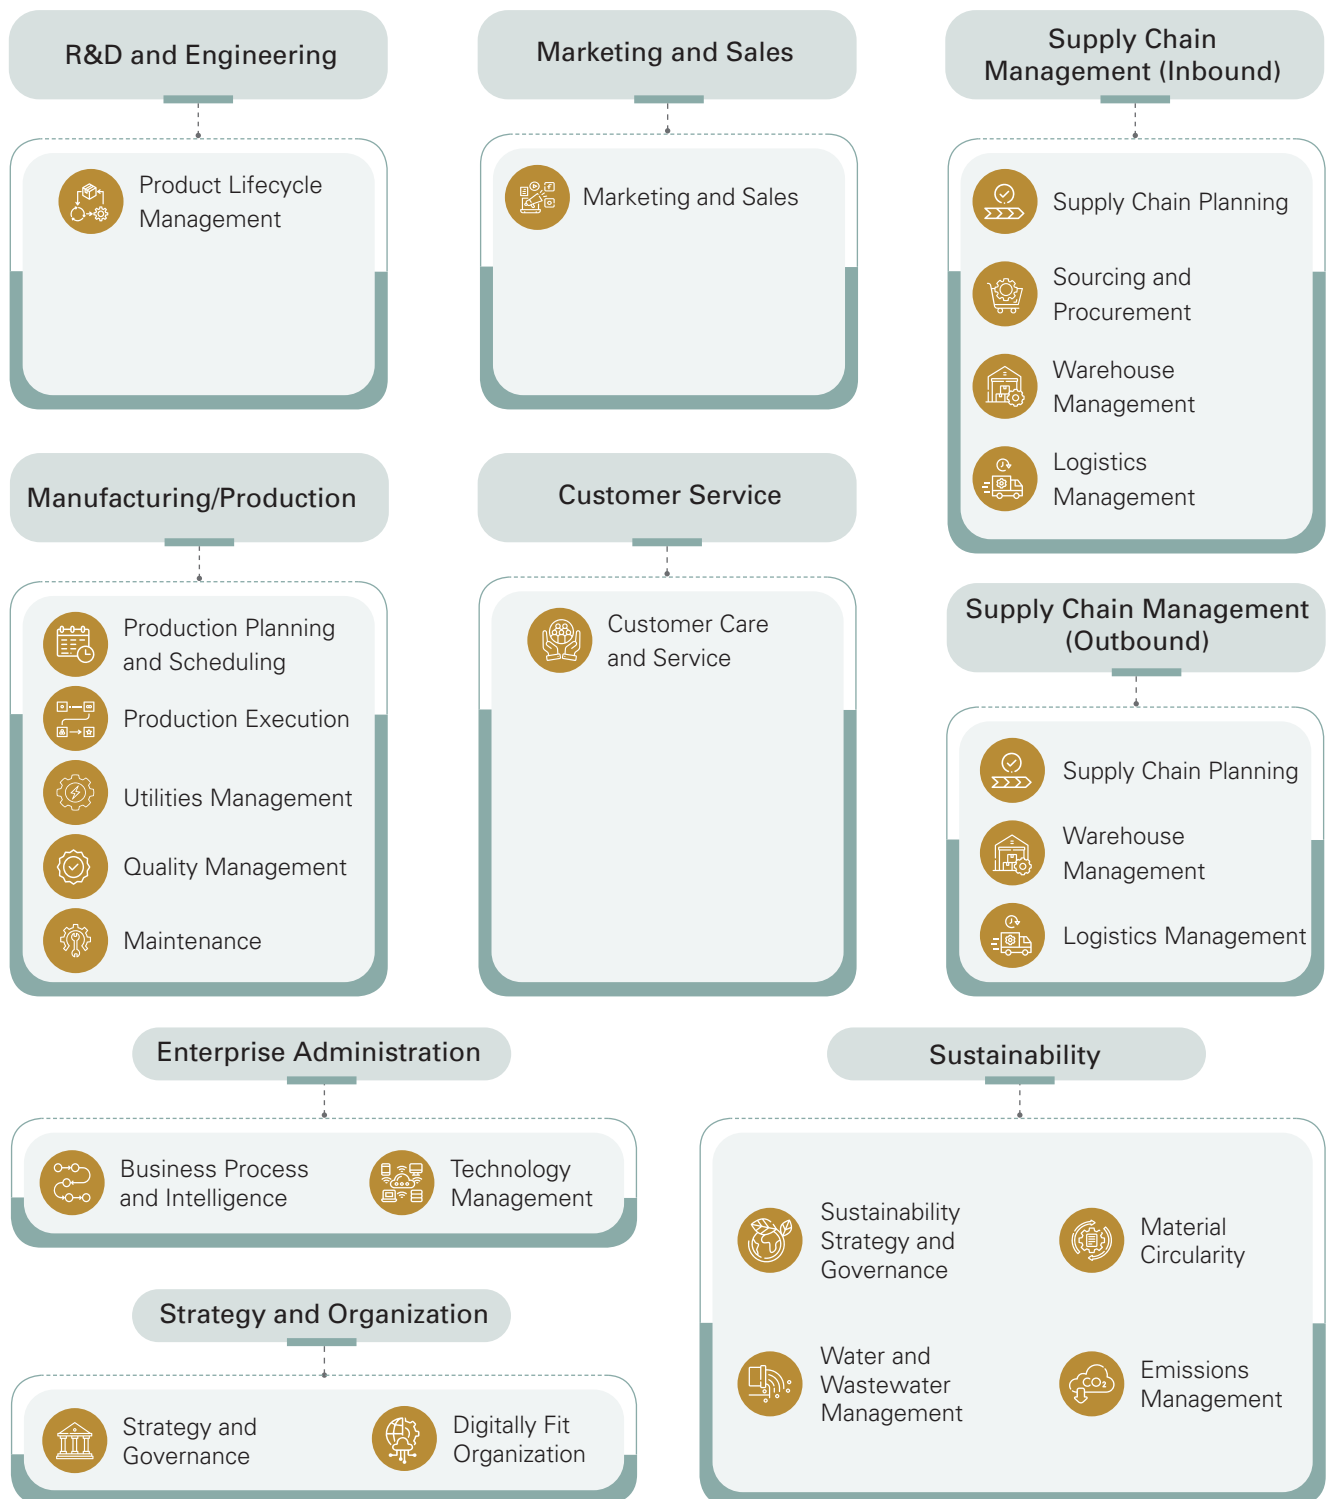 R&D and Engineering
Product Lifecycle
Management
Marketing and Sales
Marketing and Sales
Supply Chain
Management (Inbound)
Supply Chain Planning
Sourcing and
Procurement
Warehouse
Management
Logistics
Management
Manufacturing/Production
Production Planning
and Scheduling
Production Execution
Utilities Management
Quality Management
Maintenance
Customer Service
Customer Care
and Service
Supply Chain Management
(Outbound)
Supply Chain Planning
Warehouse
Management
Logistics Management
Enterprise Administration
Business Process
and Intelligence
Technology
Management
Strategy and Organization
Strategy and
Governance
Digitally Fit
Organization
Sustainability
Sustainability
Strategy and
Governance
Material
Circularity
Water and
Wastewater
Management
CO2
Emissions
Management